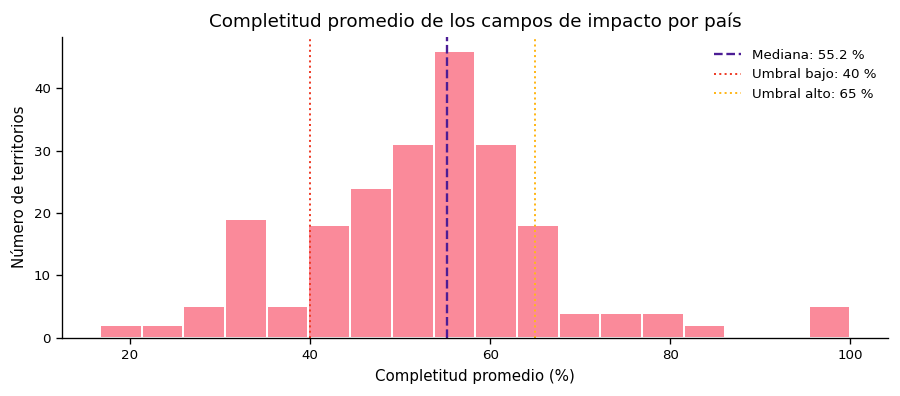 Completitud promedio de los campos de impacto por país
Mediana: 55.2 %
Umbral bajo: 40 %
Umbral alto: 65 %
Número de territorios
40
30
20
10
0
20
40
60
80
100
Completitud promedio (%)